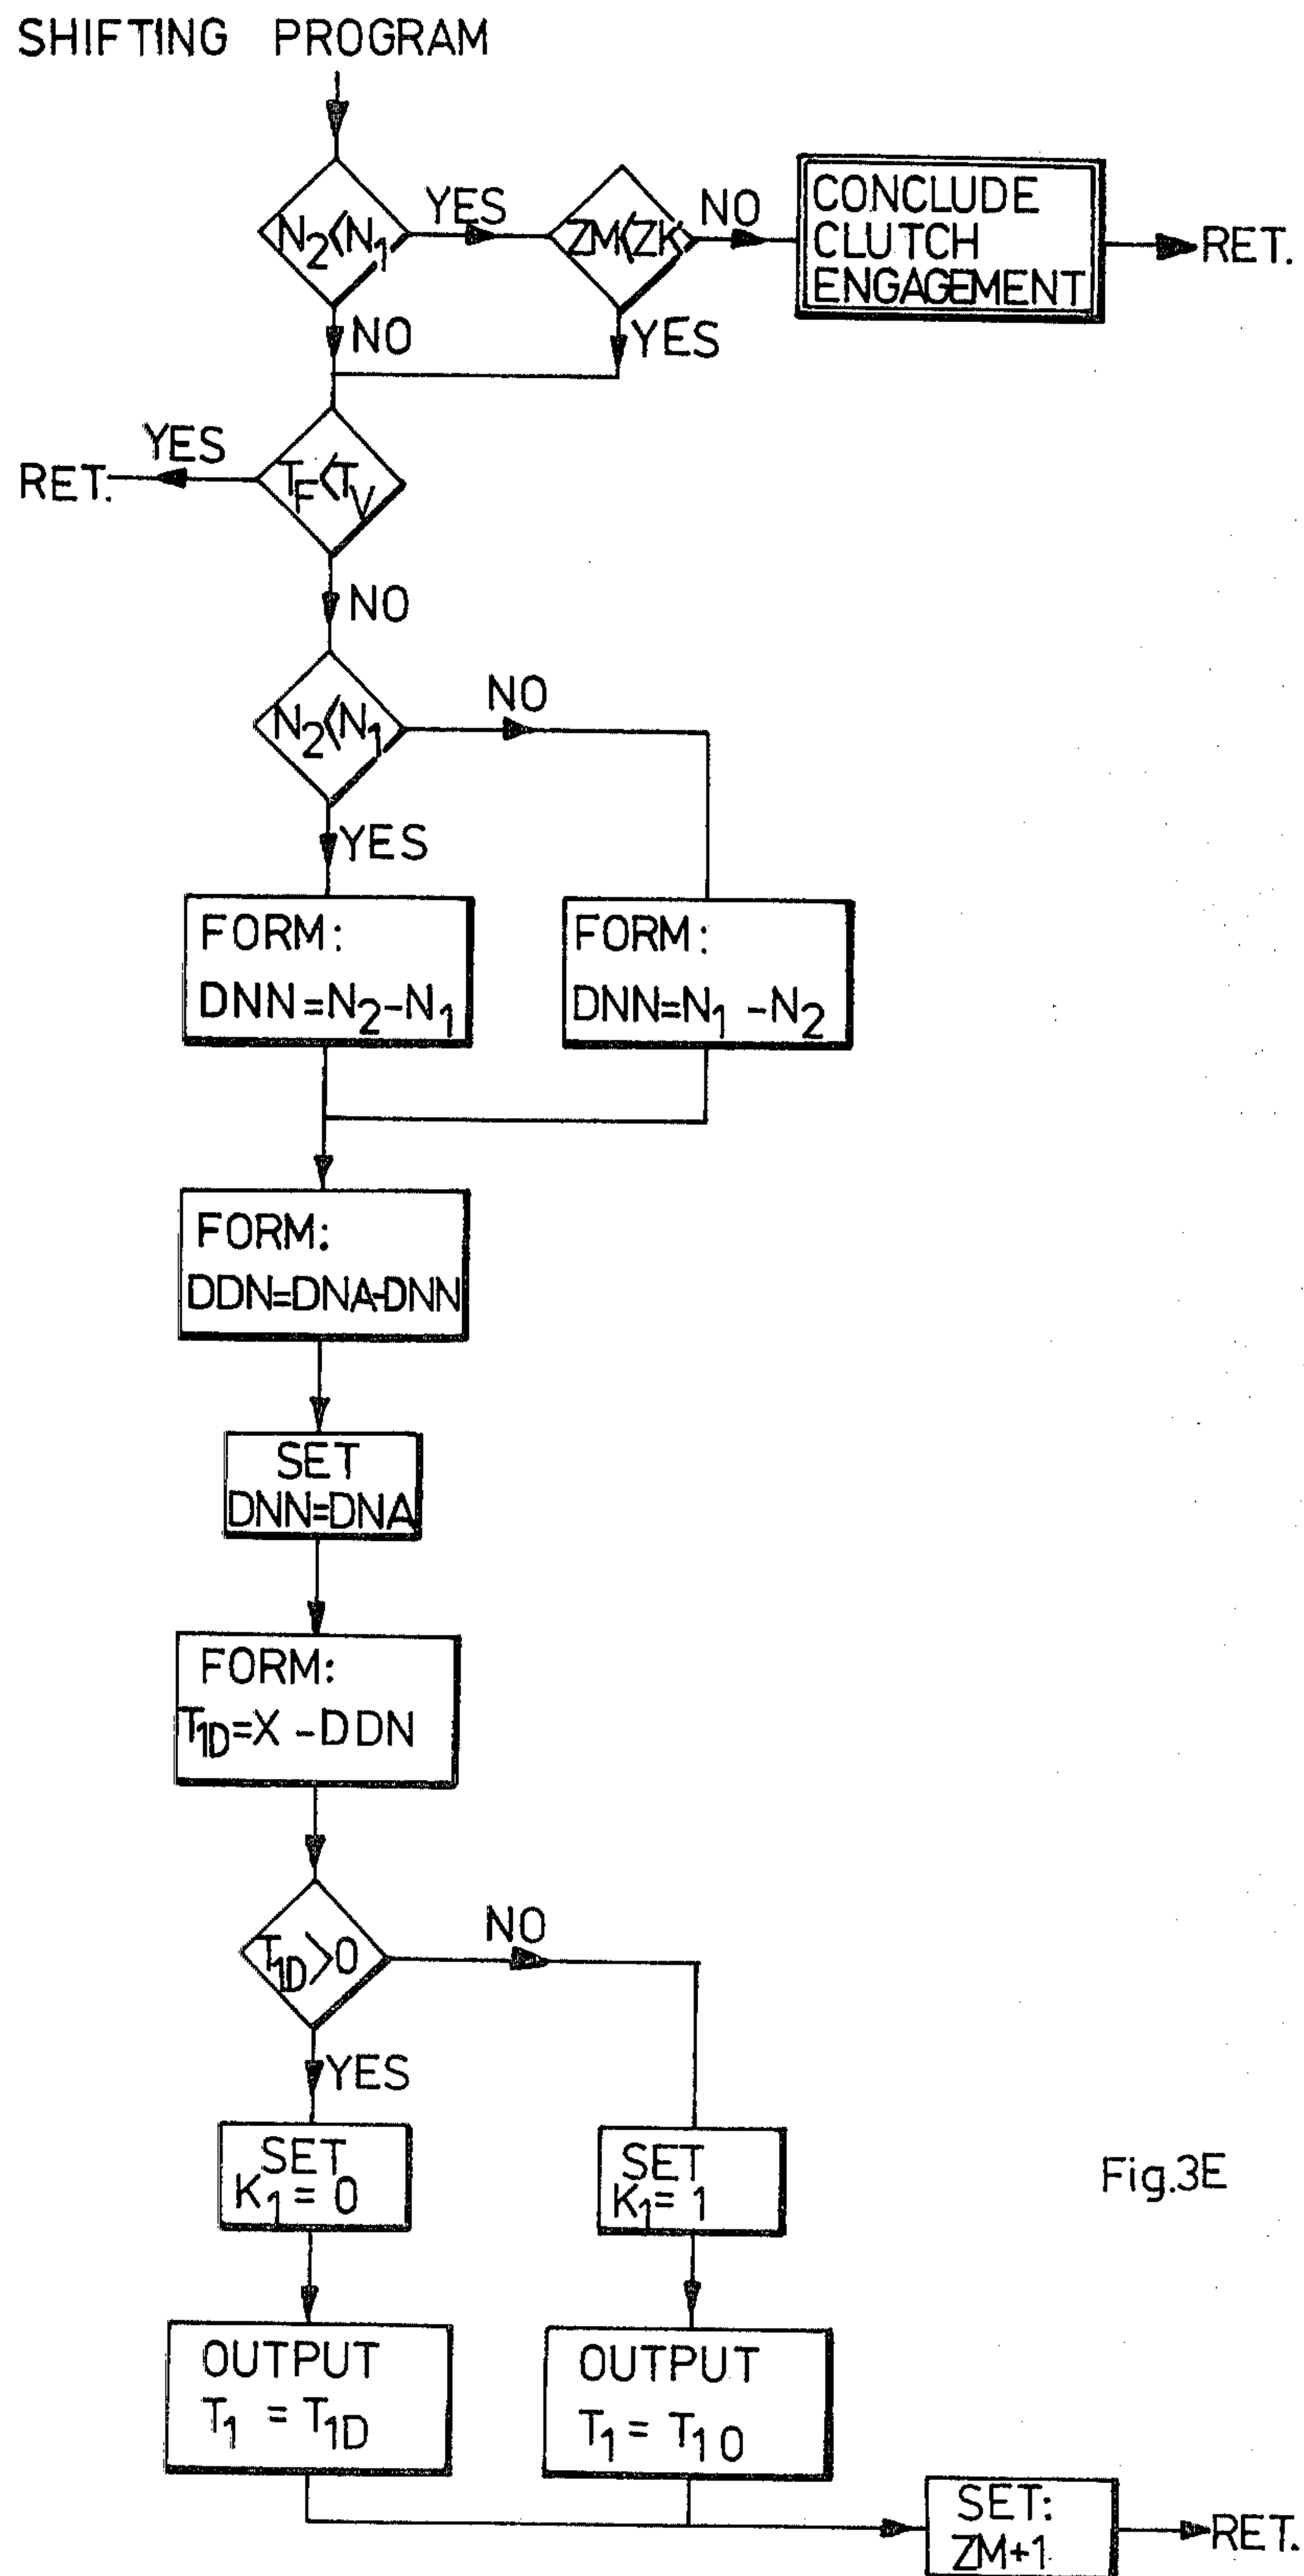 SHIFTING PROGRAM
N₂<N₁
YES
ZM<ZK
NO
CONCLUDE
CLUTCH
ENGAGEMENT
RET.
NO
YES
YES
RET.
T_F<T_V
NO
N₂<N₁
NO
YES
FORM:
DNN=N₂-N₁
FORM:
DNN=N₁-N₂
FORM:
DDN=DNA-DNN
SET
DNN=DNA
FORM:
T₁D=X-DDN
T₁D>0
NO
YES
SET
K₁=0
SET
K₁=1
Fig.3E
OUTPUT
T₁ = T₁D
OUTPUT
T₁ = T₁0
SET:
ZM+1
RET.